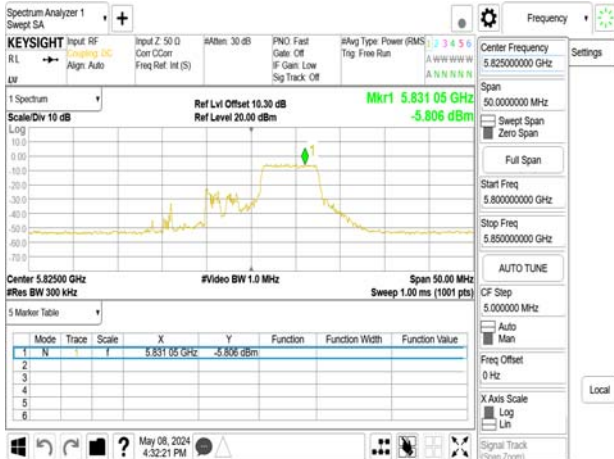 Spectrum Analyzer 1
Swept SA
Frequency
KEYSIGHT
RL
Input: RF
Coupling: DC
Align: Auto
Input Z: 50 Ω
Corr CCorr
Freq Ref: Int (S)
#Atten: 30 dB
PNO: Fast
Gate: Off
IF Gain: Low
Sig Track: Off
#Avg Type: Power (RMS
Trig: Free Run
1 2 3 4 5 6
A W W W W W
A N N N N N
Center Frequency
5.825000000 GHz
Settings
LXI
1 Spectrum
Scale/Div 10 dB
Ref Lvl Offset 10.30 dB
Ref Level 20.00 dBm
Mkr1 5.831 05 GHz
-5.806 dBm
Span
50.0000000 MHz
Swept Span
Zero Span
Log
10.0
0.00
-10.0
-20.0
-30.0
-40.0
-50.0
-60.0
-70.0
1
Full Span
Start Freq
5.800000000 GHz
Stop Freq
5.850000000 GHz
AUTO TUNE
Center 5.82500 GHz
#Res BW 300 kHz
#Video BW 1.0 MHz
Span 50.00 MHz
Sweep 1.00 ms (1001 pts)
CF Step
5.000000 MHz
Auto
Man
5 Marker Table
Mode Trace Scale X Y Function Function Width Function Value
1 N 1 f 5.831 05 GHz -5.806 dBm
2
3
4
5
6
Freq Offset
0 Hz
Local
X Axis Scale
Log
Lin
Signal Track
(Span Zoom)
?
May 08, 2024
4:32:21 PM